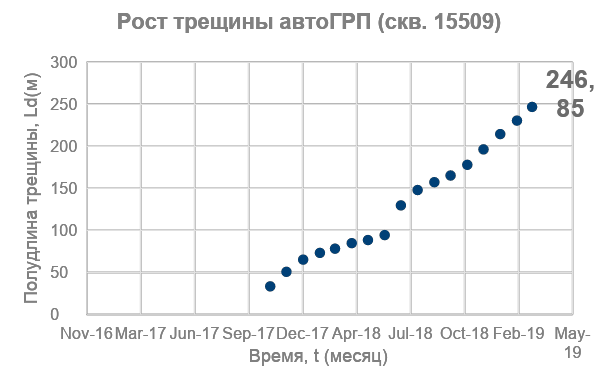 Рост трещины автоГРП (скв. 15509)
Полудлина трещины, Ld(м)
300
250
200
150
100
50
0
246,
85
Nov-16 Mar-17 Jun-17 Sep-17 Dec-17 Apr-18 Jul-18 Oct-18 Feb-19 May-
19
Время, t (месяц)